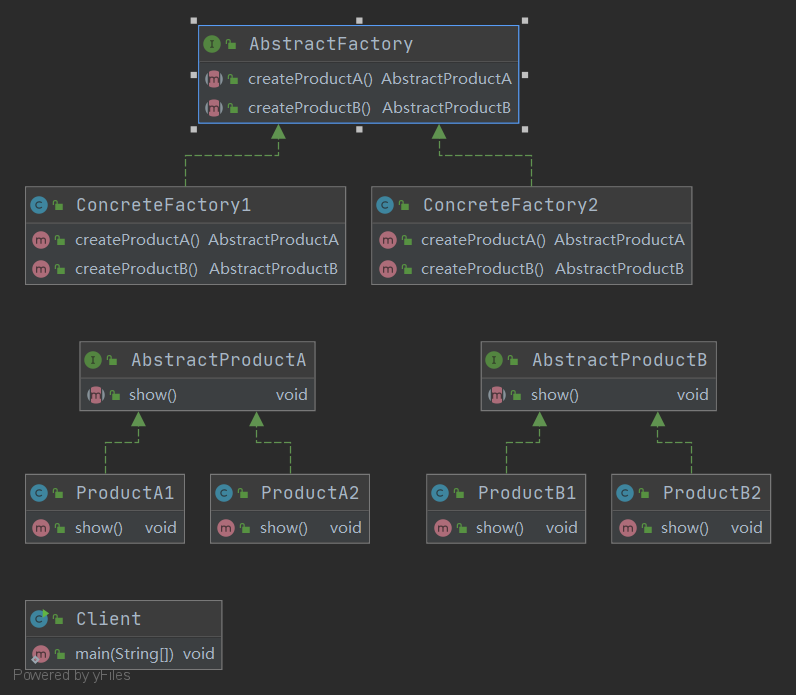 AbstractFactory
createProductA() AbstractProductA
createProductB() AbstractProductB
ConcreteFactory1
createProductA() AbstractProductA
createProductB() AbstractProductB
ConcreteFactory2
createProductA() AbstractProductA
createProductB() AbstractProductB
AbstractProductA
show() void
AbstractProductB
show() void
ProductA1
show() void
ProductA2
show() void
ProductB1
show() void
ProductB2
show() void
Client
main(String[]) void
Powered by yFiles